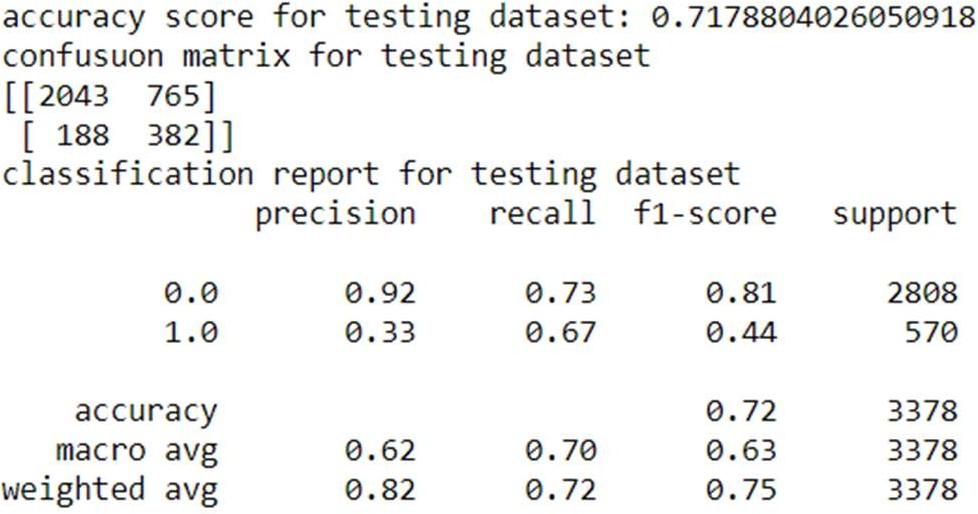 accuracy score for testing dataset: 0.7178804026050918
confusuon matrix for testing dataset
[[2043 765]
[ 188 382]]
classification report for testing dataset
precision recall f1-score support
0.0 0.92 0.73 0.81 2808
1.0 0.33 0.67 0.44 570
accuracy 0.72 3378
macro avg 0.62 0.70 0.63 3378
weighted avg 0.82 0.72 0.75 3378